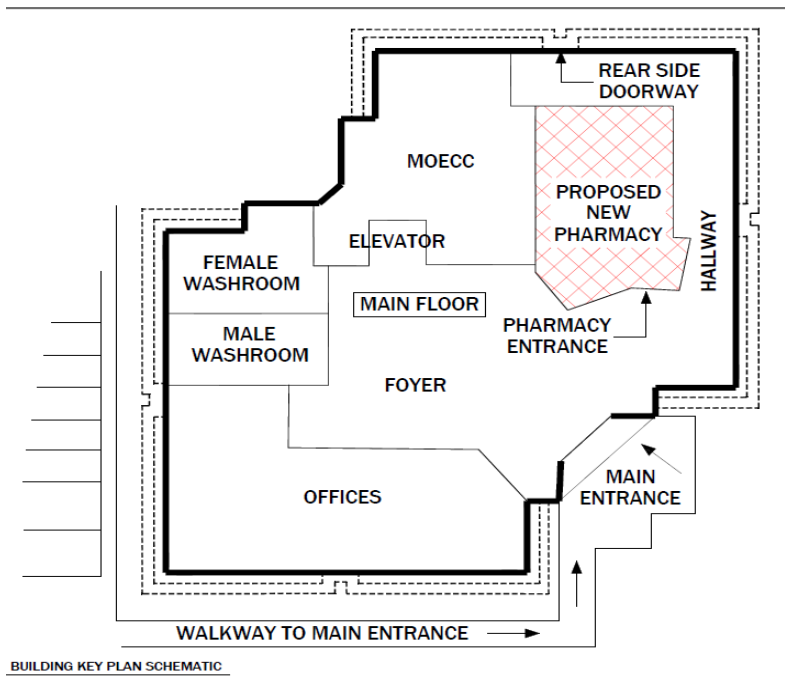 REAR SIDE
DOORWAY
MOECC
PROPOSED
NEW
PHARMACY
HALLWAY
ELEVATOR
FEMALE
WASHROOM
MAIN FLOOR
PHARMACY
ENTRANCE
MALE
WASHROOM
FOYER
OFFICES
MAIN
ENTRANCE
WALKWAY TO MAIN ENTRANCE
BUILDING KEY PLAN SCHEMATIC